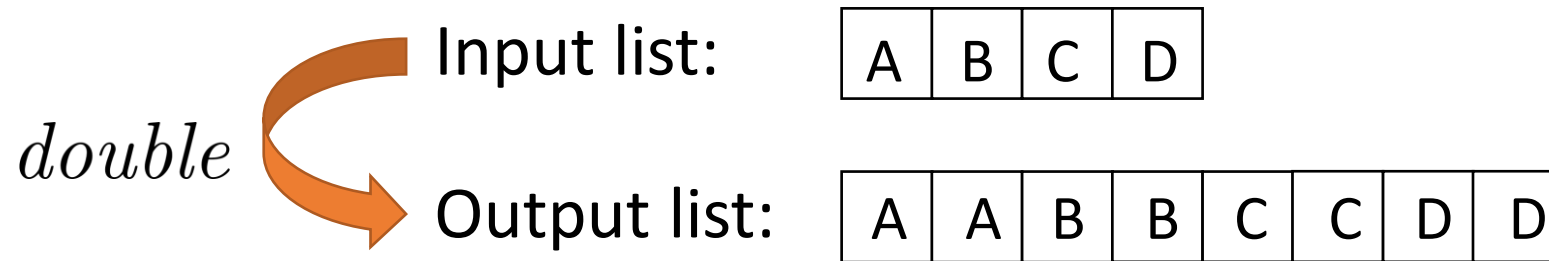 Input list: A B C D
double
Output list: A A B B C C D D